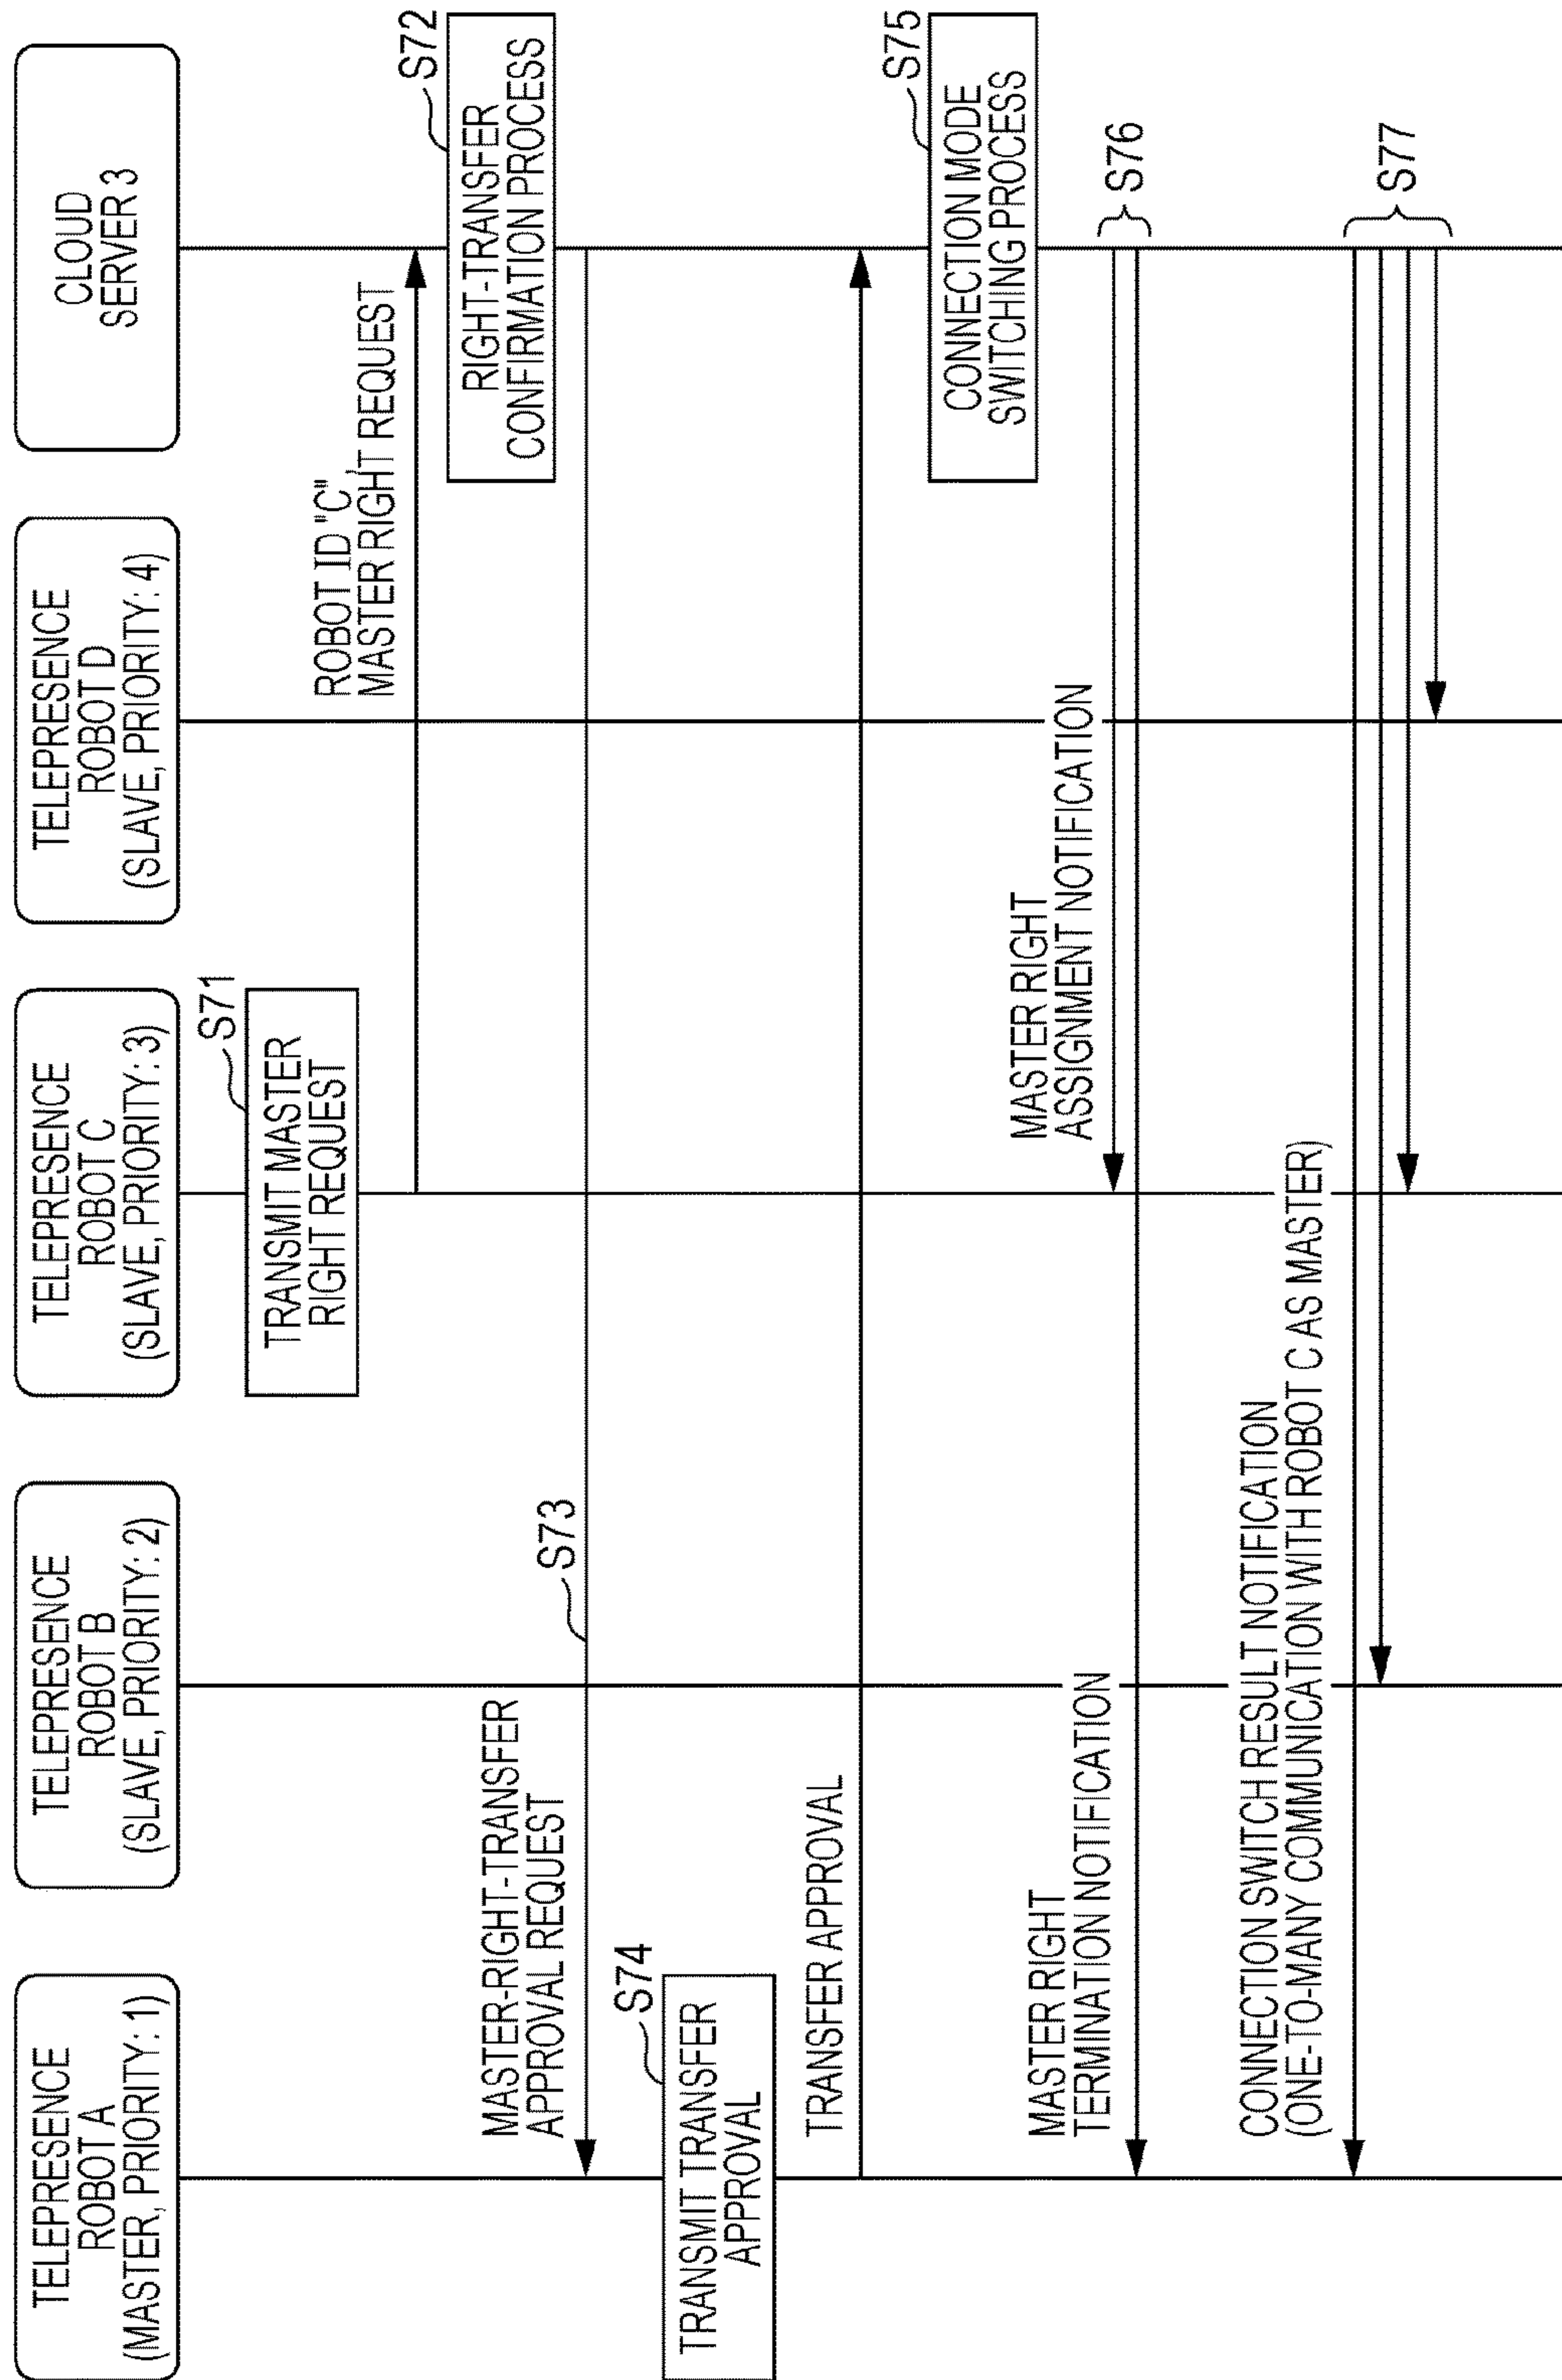 TELEPRESENCE
ROBOT A
(MASTER, PRIORITY: 1)
TELEPRESENCE
ROBOT B
(SLAVE, PRIORITY: 2)
TELEPRESENCE
ROBOT C
(SLAVE, PRIORITY: 3)
TELEPRESENCE
ROBOT D
(SLAVE, PRIORITY: 4)
CLOUD
SERVER 3
S71
TRANSMIT MASTER
RIGHT REQUEST
ROBOT ID "C",
MASTER RIGHT REQUEST
S72
RIGHT-TRANSFER
CONFIRMATION PROCESS
MASTER-RIGHT-TRANSFER
APPROVAL REQUEST
S73
S74
TRANSMIT TRANSFER
APPROVAL
TRANSFER APPROVAL
S75
CONNECTION MODE
SWITCHING PROCESS
MASTER RIGHT
TERMINATION NOTIFICATION
MASTER RIGHT
ASSIGNMENT NOTIFICATION
S76
CONNECTION SWITCH RESULT NOTIFICATION
(ONE-TO-MANY COMMUNICATION WITH ROBOT C AS MASTER)
S77